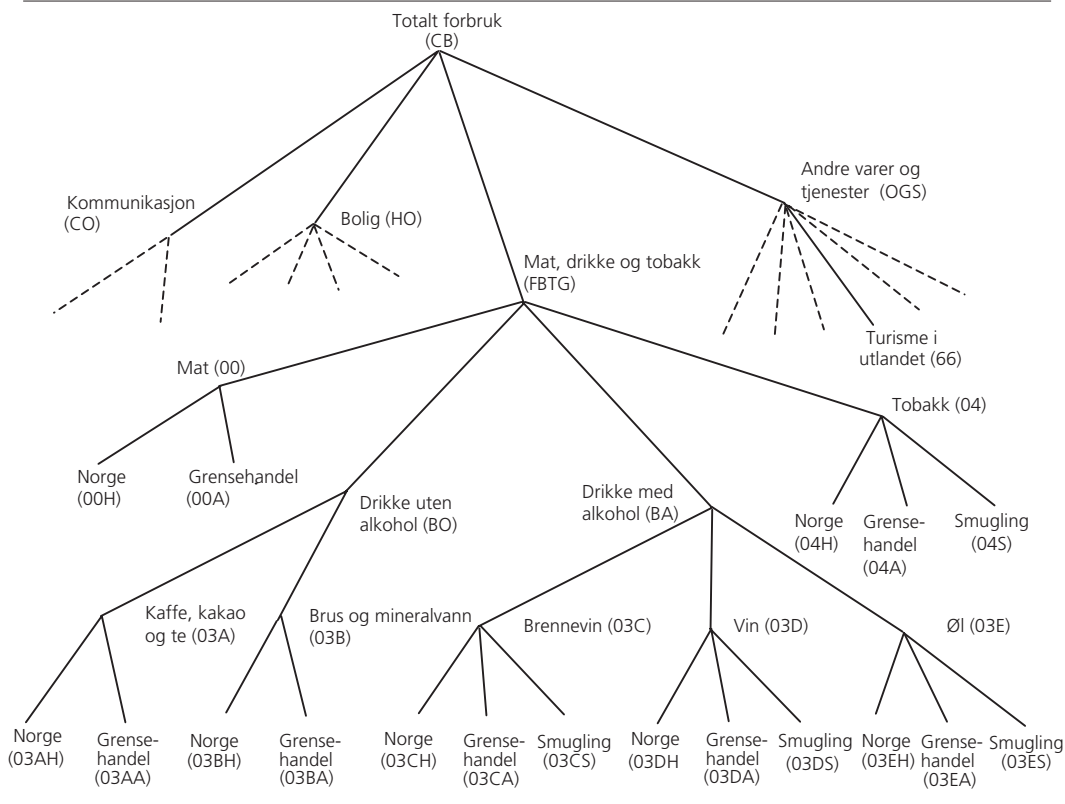 Totalt forbruk
(CB)
Kommunikasjon
(CO)
Bolig (HO)
Andre varer og
tjenester (OGS)
Mat, drikke og tobakk
(FBTG)
Turisme i
utlandet (66)
Mat (00)
Tobakk (04)
Norge
(00H)
Grensehandel
(00A)
Drikke uten
alkohol (BO)
Drikke med
alkohol (BA)
Norge
(04H)
Grense-
handel
(04A)
Smugling
(04S)
Kaffe, kakao
og te (03A)
Brus og mineralvann
(03B)
Brennevin (03C)
Vin (03D)
Øl (03E)
Norge
(03AH)
Grense-
handel
(03AA)
Norge
(03BH)
Grense-
handel
(03BA)
Norge
(03CH)
Grense-
handel
(03CA)
Smugling
(03CS)
Norge
(03DH
Grense-
handel
(03DA)
Smugling
(03DS)
Norge
(03EH)
Grense-
handel
(03EA)
Smugling
(03ES)